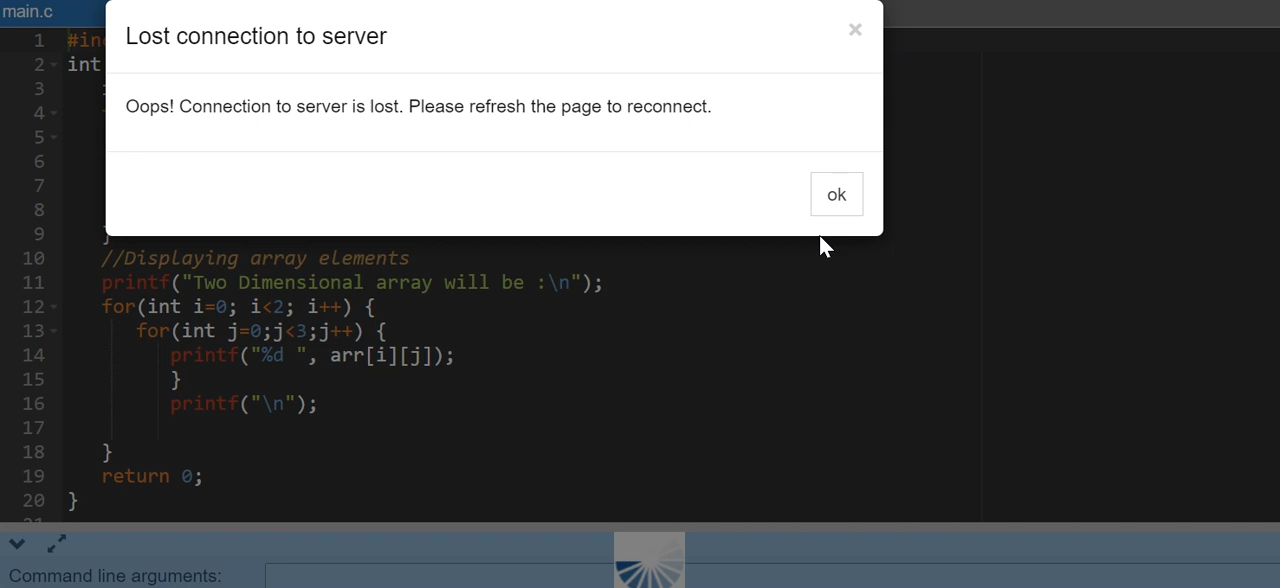 main.c
Lost connection to server
×
Oops! Connection to server is lost. Please refresh the page to reconnect.
ok
1 #in
2 int
3
4
5
6
7
8
9 }
10 //Displaying array elements
11 printf("Two Dimensional array will be :\n");
12 for(int i=0; i<2; i++) {
13 for(int j=0;j<3;j++) {
14 printf("%d ", arr[i][j]);
15 }
16 printf("\n");
17
18 }
19 return 0;
20 }
Command line arguments: